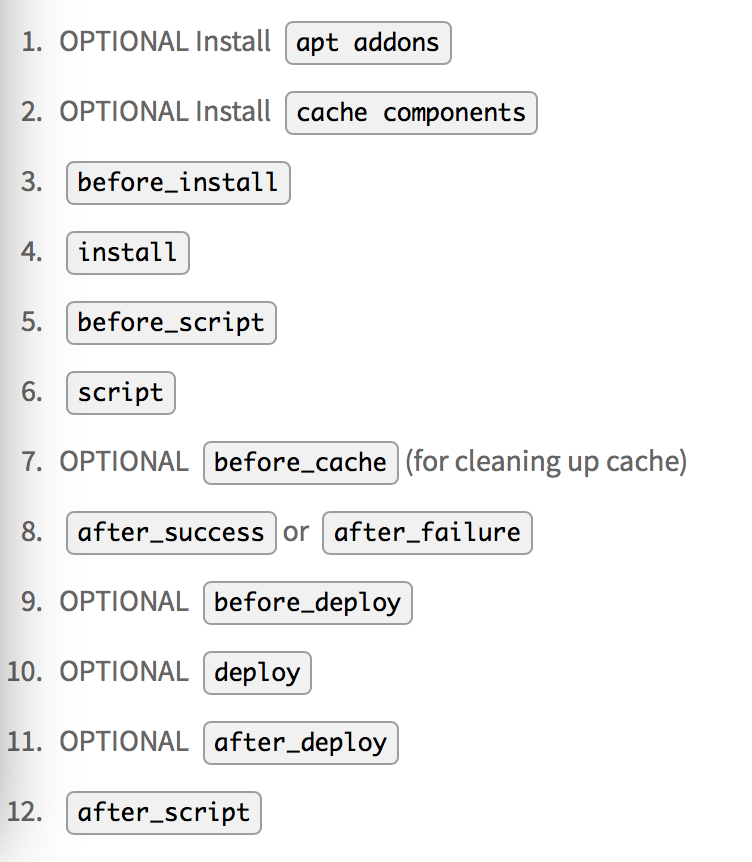 1. OPTIONAL Install apt addons
2. OPTIONAL Install cache components
3. before_install
4. install
5. before_script
6. script
7. OPTIONAL before_cache (for cleaning up cache)
8. after_success or after_failure
9. OPTIONAL before_deploy
10. OPTIONAL deploy
11. OPTIONAL after_deploy
12. after_script